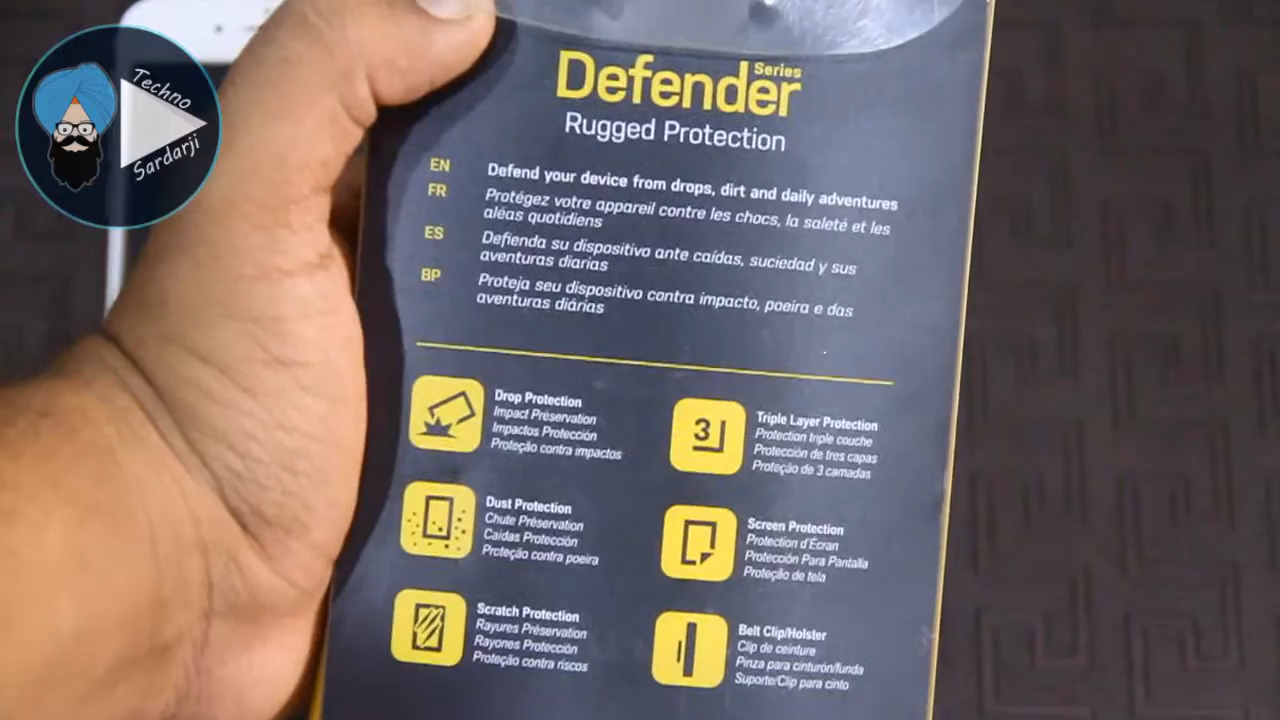 Techno
Sardarji
Defender Series
Rugged Protection
EN
Defend your device from drops, dirt and daily adventures
FR
Protégez votre appareil contre les chocs, la saleté et les
aléas quotidiens
ES
Defienda su dispositivo ante caídas, suciedad y sus
aventuras diarias
BP
Proteja seu dispositivo contra impacto, poeira e das
aventuras diárias
Drop Protection
Impact Préservation
Impactos Protección
Proteção contra impactos
3
Triple Layer Protection
Protection triple couche
Protección de tres capas
Proteção de 3 camadas
Dust Protection
Chute Préservation
Caídas Protección
Proteção contra poeira
Screen Protection
Protection d'Écran
Protección Para Pantalla
Proteção de tela
Scratch Protection
Rayures Préservation
Rayones Protección
Proteção contra riscos
Belt Clip/Holster
Clip de ceinture
Pinza para cinturón/funda
Suporte/Clip para cinto